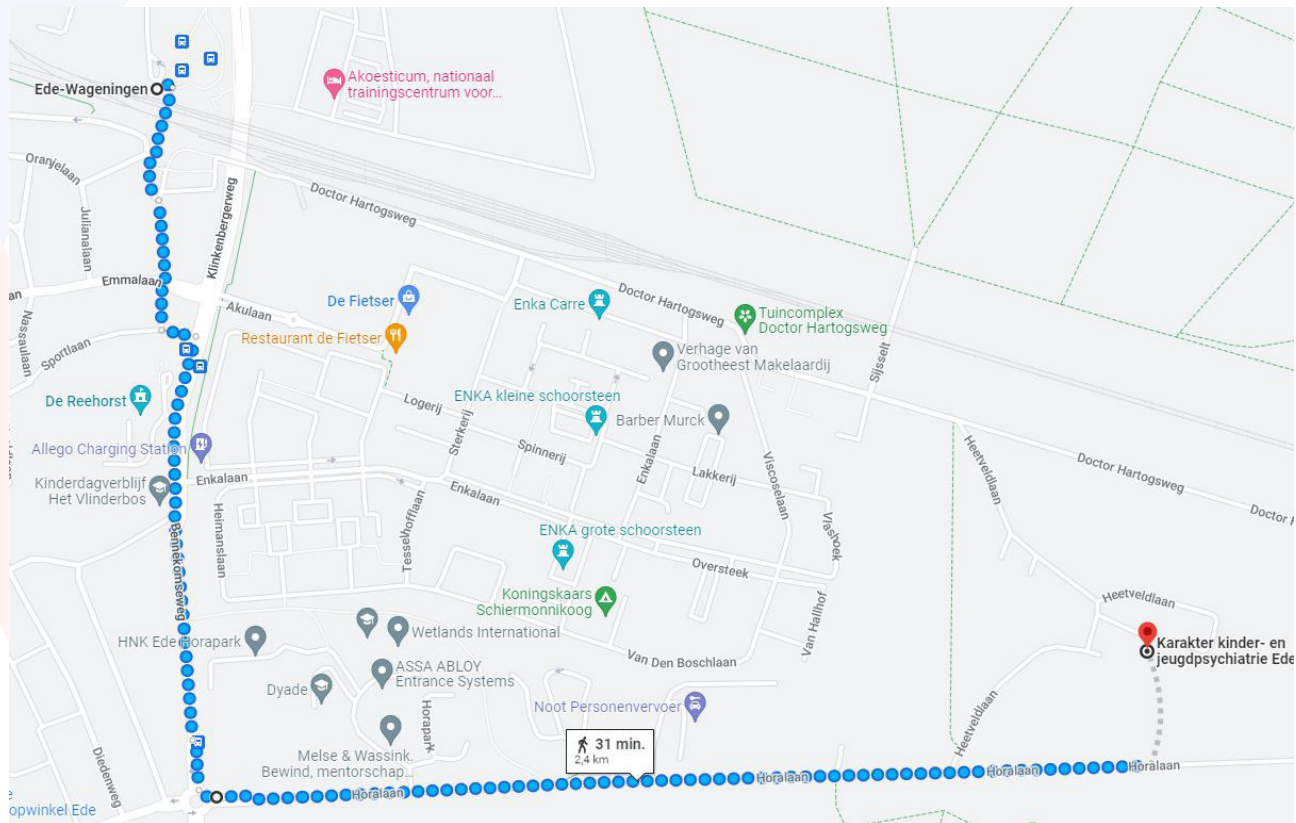 Ede-Wageningen
Akoesticum, nationaal
trainingscentrum voor...
Oranjelaan
Julianalaan
Klinkenbergerweg
Doctor Hartogsweg
Emmalaan
Nassaulaan
an
Akulaan
De Fietser
Restaurant de Fietser
Enka Carre
Doctor Hartogsweg
Tuincomplex
Doctor Hartogsweg
Verhage van
Grootheest Makelaardij
Sijsselt
Sportlaan
De Reehorst
Logerij
Sterkerij
ENKA kleine schoorsteen
Barber Murck
Allego Charging Station
Spinnerij
Enkalaan
Lakkerij
Viscoselaan
Heetveldlaan
Doctor Hartogsweg
Doctor H
Kinderdagverblijf
Het Vlinderbos
Enkalaan
Enkalaan
Heimanslaan
Tesselhofflaan
ENKA grote schoorsteen
Vlasboek
Oversteek
Bennekomseweg
Koningskaars
Schiermonnikoog
Heetveldlaan
Karakter kinder- en
jeugdpsychiatrie Ede
HNK Ede Horapark
Wetlands International
Van Den Boschlaan
Van Hallhof
ASSA ABLOY
Entrance Systems
Dyade
Horapark
Noot Personenvervoer
Heetveldlaan
Melse & Wassink.
Bewind, mentorschap...
31 min.
2,4 km
Diedenweg
Horalaan
Horalaan
Horalaan
Horalaan
e
opwinkel Ede